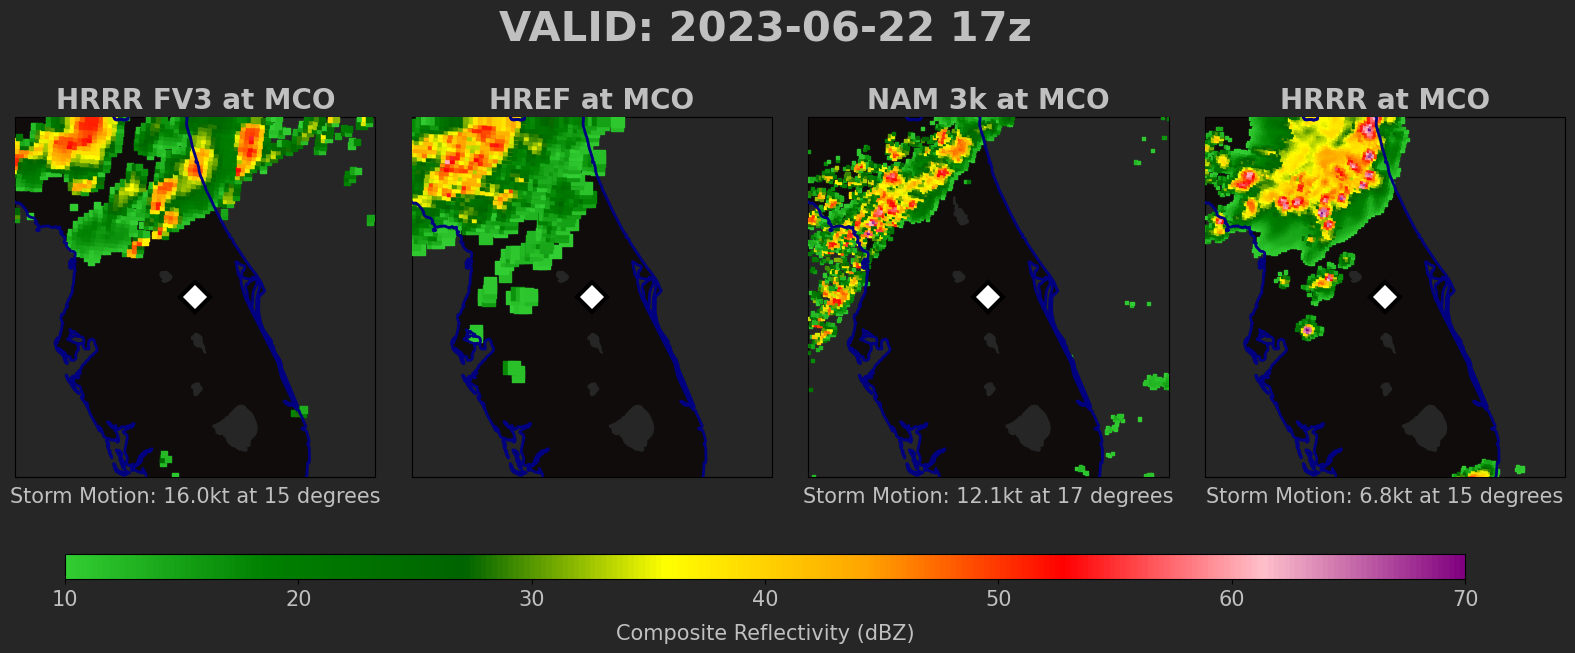 VALID: 2023-06-22 17z
HRRR FV3 at MCO
HREF at MCO
NAM 3k at MCO
HRRR at MCO
Storm Motion: 16.0kt at 15 degrees
Storm Motion: 12.1kt at 17 degrees
Storm Motion: 6.8kt at 15 degrees
10 20 30 40 50 60 70
Composite Reflectivity (dBZ)